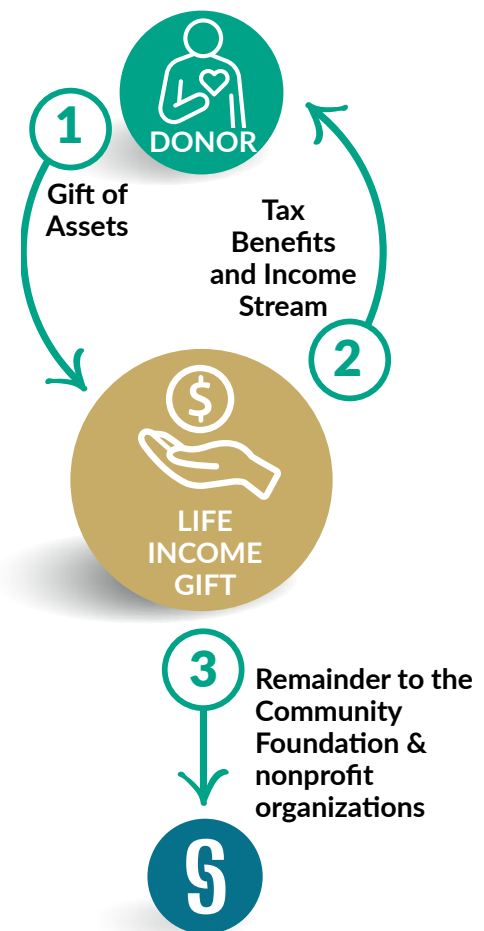 DONOR
1
Gift of
Assets
Tax
Benefits
and Income
Stream
2
$
LIFE
INCOME
GIFT
3
Remainder to the
Community
Foundation &
nonprofit
organizations
S